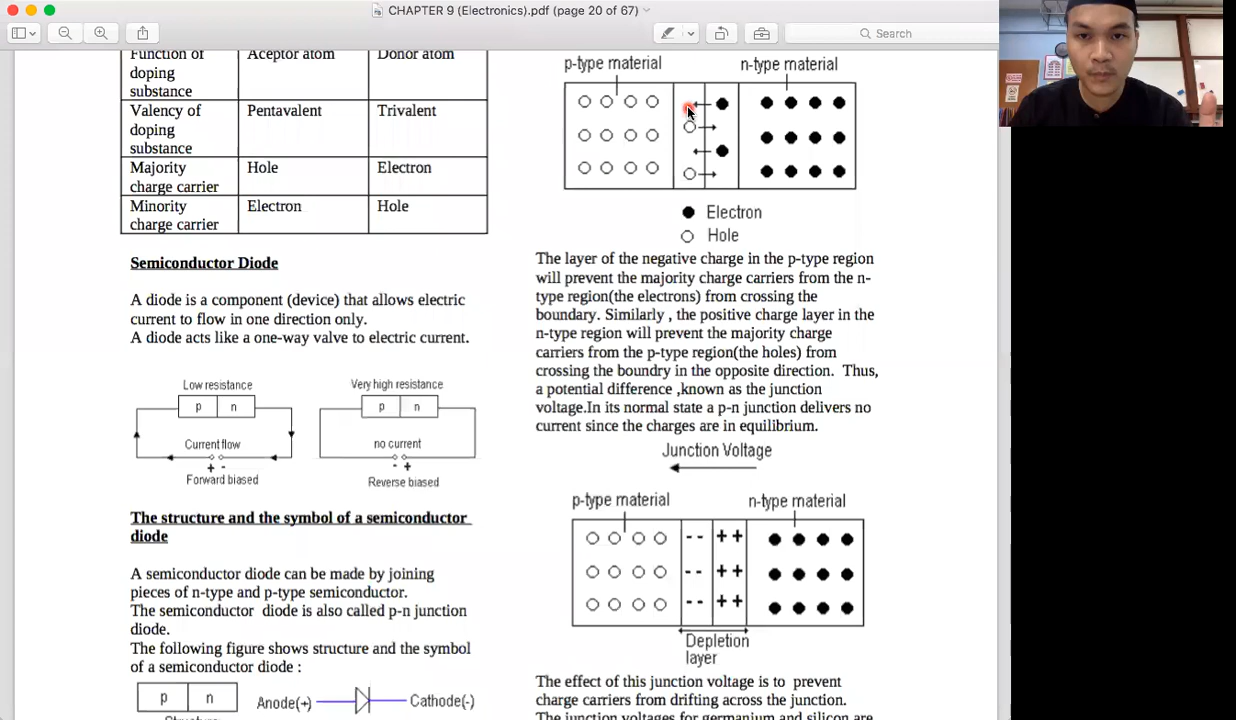 CHAPTER 9 (Electronics).pdf (page 20 of 67)
Search
Function of doping substance Aceptor atom Donor atom
Valency of doping substance Pentavalent Trivalent
Majority charge carrier Hole Electron
Minority charge carrier Electron Hole
Semiconductor Diode
A diode is a component (device) that allows electric
current to flow in one direction only.
A diode acts like a one-way valve to electric current.
Low resistance
p n
Current flow
+ -
Forward biased
Very high resistance
p n
no current
- +
Reverse biased
The structure and the symbol of a semiconductor
diode
A semiconductor diode can be made by joining
pieces of n-type and p-type semiconductor.
The semiconductor diode is also called p-n junction
diode.
The following figure shows structure and the symbol
of a semiconductor diode :
p n
Anode(+) Cathode(-)
p-type material n-type material
Electron
Hole
The layer of the negative charge in the p-type region
will prevent the majority charge carriers from the n-
type region(the electrons) from crossing the
boundary. Similarly , the positive charge layer in the
n-type region will prevent the majority charge
carriers from the p-type region(the holes) from
crossing the boundry in the opposite direction. Thus,
a potential difference ,known as the junction
voltage.In its normal state a p-n junction delivers no
current since the charges are in equilibrium.
Junction Voltage
p-type material n-type material
- - + +
- - + +
- - + +
Depletion
layer
The effect of this junction voltage is to prevent
charge carriers from drifting across the junction.
The junction voltages for germanium and silicon are